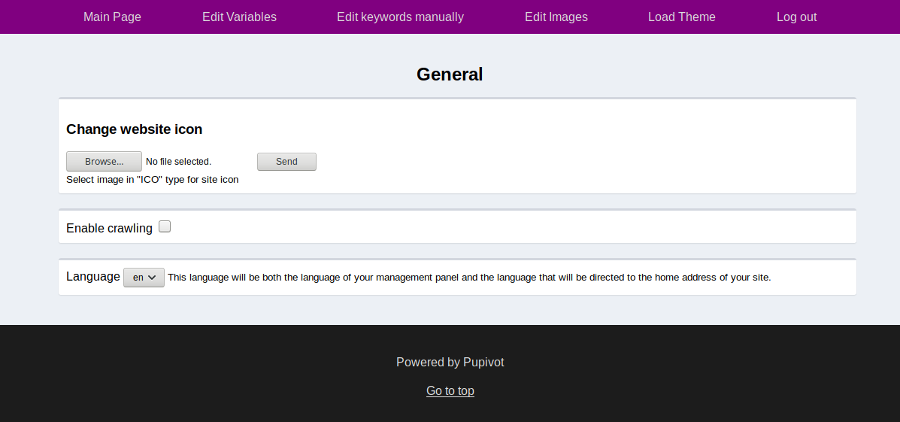 Main Page Edit Variables Edit keywords manually Edit Images Load Theme Log out
General
Change website icon
Browse... No file selected. Send
Select image in "ICO" type for site icon
Enable crawling
Language en This language will be both the language of your management panel and the language that will be directed to the home address of your site.
Powered by Pupivot
Go to top